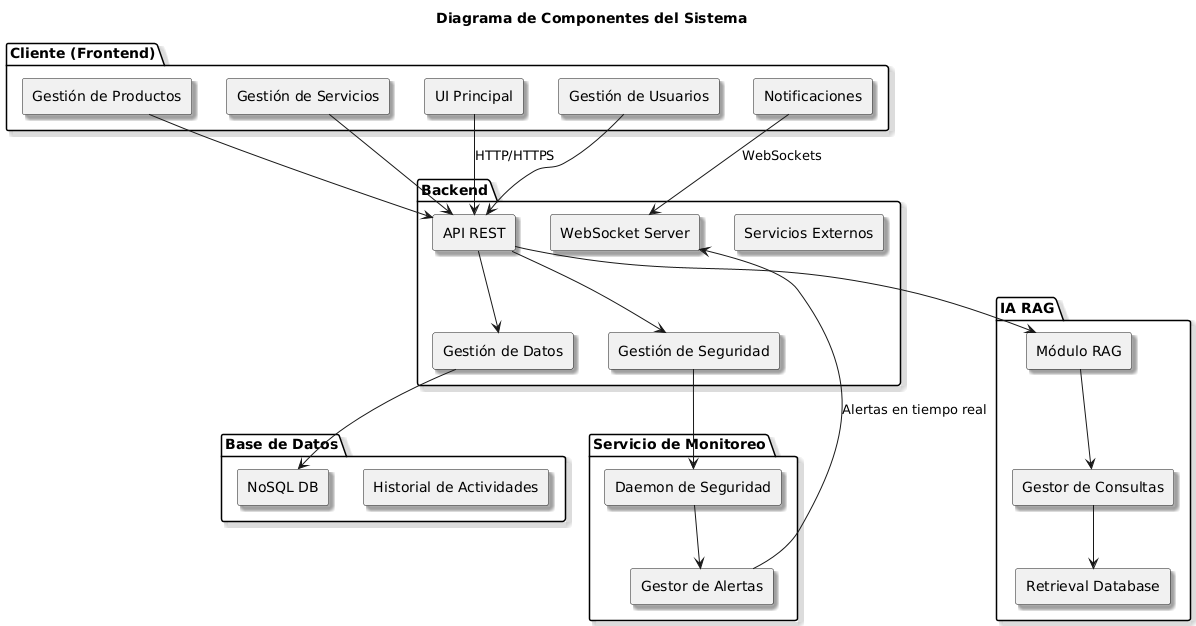 Diagrama de Componentes del Sistema
Cliente (Frontend)
Gestión de Productos
Gestión de Servicios
UI Principal
Gestión de Usuarios
Notificaciones
HTTP/HTTPS
WebSockets
Backend
API REST
WebSocket Server
Servicios Externos
IA RAG
Gestión de Datos
Gestión de Seguridad
Módulo RAG
Alertas en tiempo real
Base de Datos
Servicio de Monitoreo
NoSQL DB
Historial de Actividades
Daemon de Seguridad
Gestor de Consultas
Gestor de Alertas
Retrieval Database